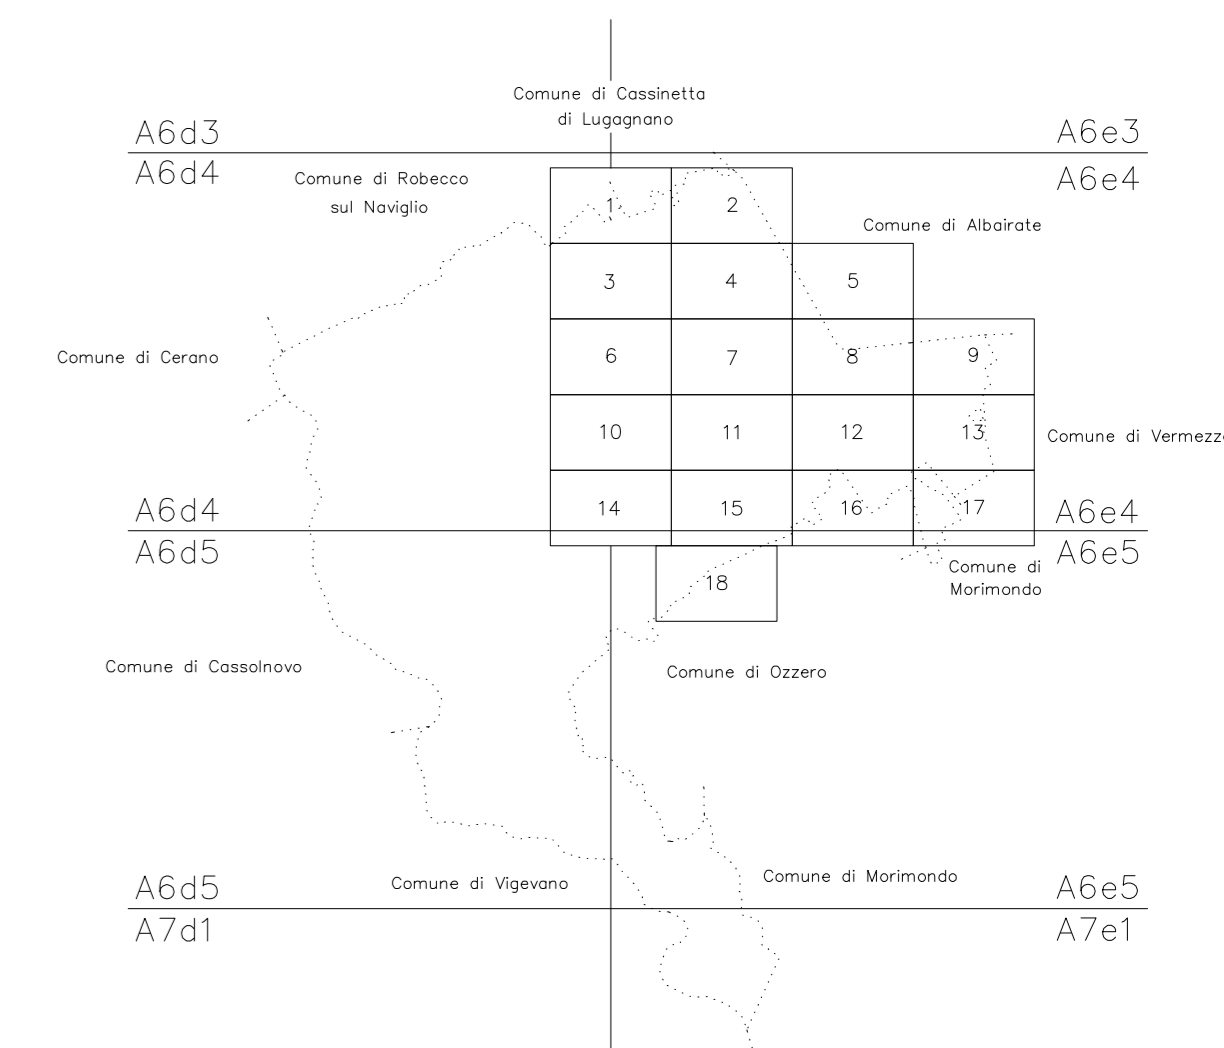 Comune di Cassinetta
di Lugagnano
A6d3
A6e3
A6d4
A6e4
Comune di Robecco
sul Naviglio
1
2
Comune di Albairate
3
4
5
Comune di Cerano
6
7
8
9
10
11
12
13
Comune di Vermezzo
14
15
16
17
A6d4
A6e4
A6d5
A6e5
Comune di
Morimondo
18
Comune di Cassolnovo
Comune di Ozzero
Comune di Vigevano
Comune di Morimondo
A6d5
A6e5
A7d1
A7e1